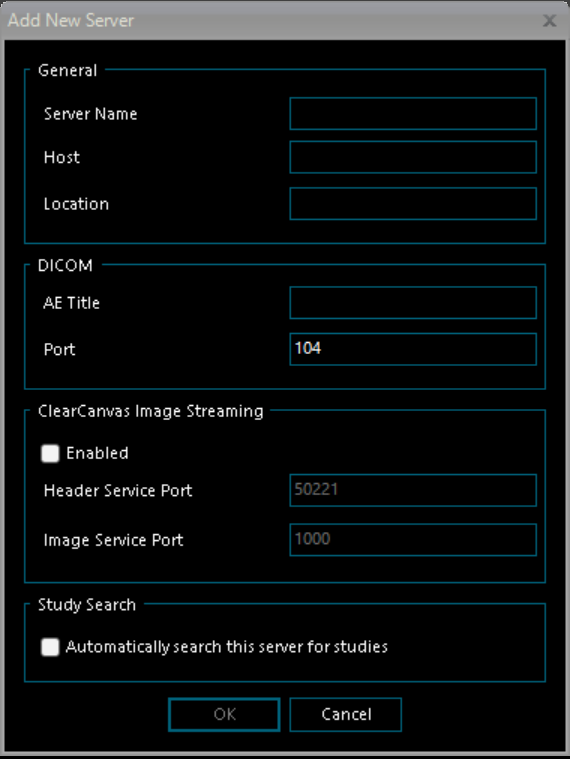 Add New Server
General
Server Name
Host
Location
DICOM
AE Title
Port 104
ClearCanvas Image Streaming
Enabled
Header Service Port 50221
Image Service Port 1000
Study Search
Automatically search this server for studies
OK Cancel